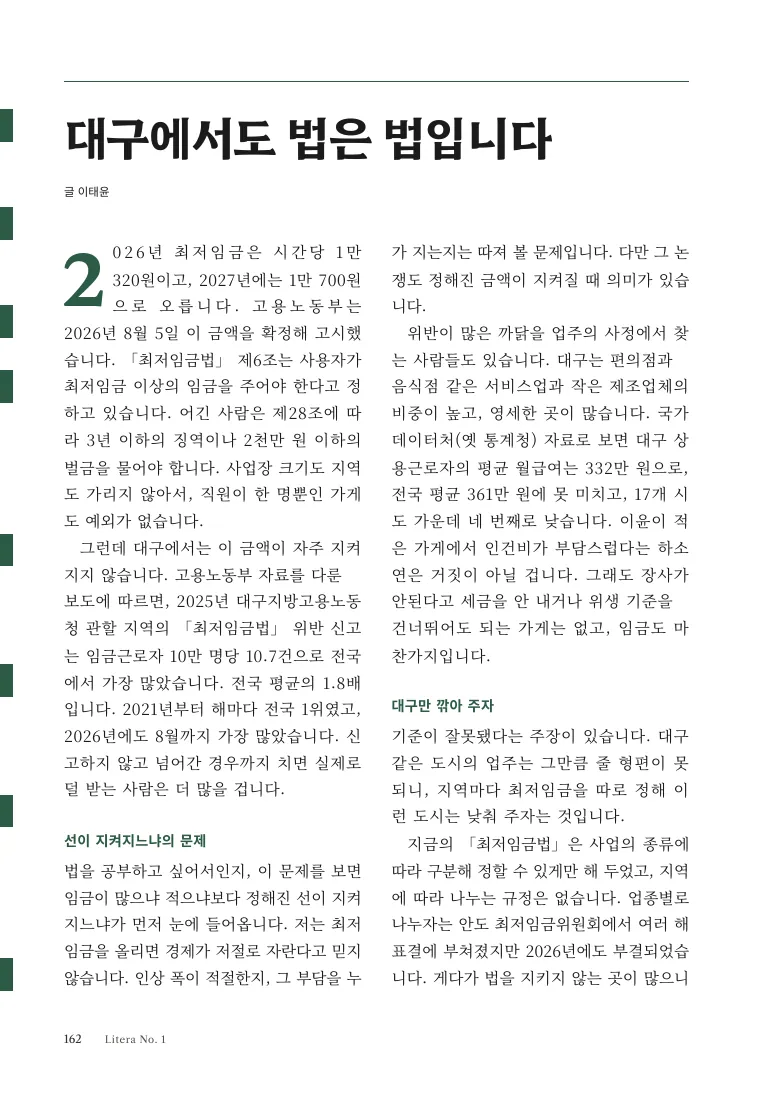 대구에서도 법은 법입니다
글 이태윤
2026년 최저임금은 시간당 1만
320원이고, 2027년에는 1만 700원
으로 오릅니다. 고용노동부는
2026년 8월 5일 이 금액을 확정해 고시했
습니다. 「최저임금법」 제6조는 사용자가
최저임금 이상의 임금을 주어야 한다고 정
하고 있습니다. 어긴 사람은 제28조에 따
라 3년 이하의 징역이나 2천만 원 이하의
벌금을 물어야 합니다. 사업장 크기도 지역
도 가리지 않아서, 직원이 한 명뿐인 가게
도 예외가 없습니다.
그런데 대구에서는 이 금액이 자주 지켜
지지 않습니다. 고용노동부 자료를 다룬
보도에 따르면, 2025년 대구지방고용노동
청 관할 지역의 「최저임금법」 위반 신고
는 임금근로자 10만 명당 10.7건으로 전국
에서 가장 많았습니다. 전국 평균의 1.8배
입니다. 2021년부터 해마다 전국 1위였고,
2026년에도 8월까지 가장 많았습니다. 신
고하지 않고 넘어간 경우까지 치면 실제로
덜 받는 사람은 더 많을 겁니다.
선이 지켜지느냐의 문제
법을 공부하고 싶어서인지, 이 문제를 보면
임금이 많으냐 적으냐보다 정해진 선이 지켜
지느냐가 먼저 눈에 들어옵니다. 저는 최저
임금을 올리면 경제가 저절로 자란다고 믿지
않습니다. 인상 폭이 적절한지, 그 부담을 누
가 지는지는 따져 볼 문제입니다. 다만 그 논
쟁도 정해진 금액이 지켜질 때 의미가 있습
니다.
위반이 많은 까닭을 업주의 사정에서 찾
는 사람들도 있습니다. 대구는 편의점과
음식점 같은 서비스업과 작은 제조업체의
비중이 높고, 영세한 곳이 많습니다. 국가
데이터처(옛 통계청) 자료로 보면 대구 상
용근로자의 평균 월급여는 332만 원으로,
전국 평균 361만 원에 못 미치고, 17개 시
도 가운데 네 번째로 낮습니다. 이윤이 적
은 가게에서 인건비가 부담스럽다는 하소
연은 거짓이 아닐 겁니다. 그래도 장사가
안된다고 세금을 안 내거나 위생 기준을
건너뛰어도 되는 가게는 없고, 임금도 마
찬가지입니다.
대구만 깎아 주자
기준이 잘못됐다는 주장이 있습니다. 대구
같은 도시의 업주는 그만큼 줄 형편이 못
되니, 지역마다 최저임금을 따로 정해 이
런 도시는 낮춰 주자는 것입니다.
지금의 「최저임금법」은 사업의 종류에
따라 구분해 정할 수 있게만 해 두었고, 지역
에 따라 나누는 규정은 없습니다. 업종별로
나누자는 안도 최저임금위원회에서 여러 해
표결에 부쳐졌지만 2026년에도 부결되었습
니다. 게다가 법을 지키지 않는 곳이 많으니
162 Litera No. 1